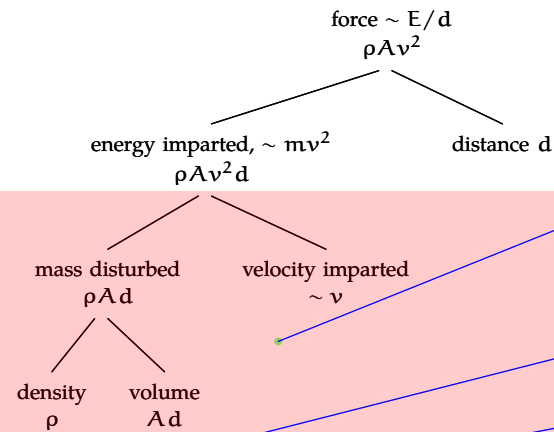 force ∼ E/d
ρAv²
energy imparted, ∼ mv²
ρAv²d
distance d
mass disturbed
ρAd
velocity imparted
∼ v
density
ρ
volume
Ad